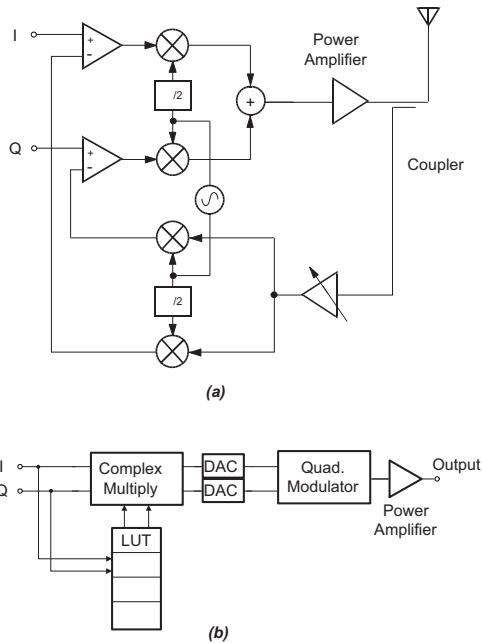 I
+
-
Power
Amplifier
/2
+
Q
+
-
Coupler
/2
(a)
I
Q
Complex
Multiply
DAC
DAC
Quad.
Modulator
Output
Power
Amplifier
LUT
(b)